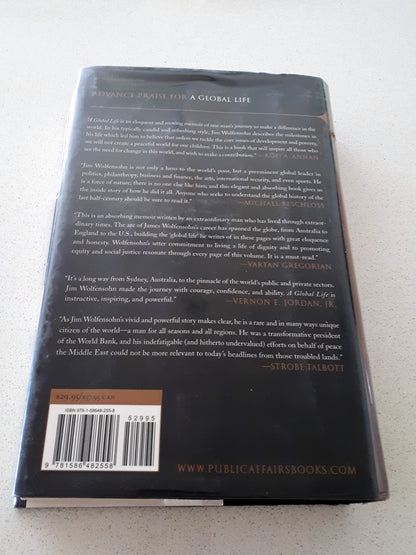 ADVANCE PRAISE FOR A GLOBAL LIFE
"A Global Life is an eloquent and moving memoir of one man's journey to make a difference in the
world. In his typically candid and refreshing style, Jim Wolfensohn describes the milestones in
his life which led him to believe that unless we tackle the core issues of development and poverty,
we will not create a peaceful world for our children. This is a book that will inspire all those who
see the need for change in this world, and wish to make a contribution." —KOFI A. ANNAN
"Jim Wolfensohn is not only a hero to the world's poor, but a preeminent global leader in
politics, philanthropy, business and finance, the arts, international security, and even sports. He
is a force of nature; there is no one else like him; and this elegant and absorbing book gives us
the inside story of how he did it all. Anyone who seeks to understand the global history of the
last half-century should be sure to read it." —MICHAEL BESCHLOSS
"This is an absorbing memoir written by an extraordinary man who has lived through extraor-
dinary times. The arc of James Wolfensohn's career has spanned the globe, from Australia to
England to the U.S., building the 'global life' he writes of in these pages with great eloquence
and honesty. Wolfensohn's utter commitment to living a life of dignity and to promoting
equity and social justice resonate through every page of this volume. It is a must-read."
—VARTAN GREGORIAN
"It's a long way from Sydney, Australia, to the pinnacle of the world's public and private sectors.
Jim Wolfensohn made the journey with courage, confidence, and ability. A Global Life is
instructive, inspiring, and powerful." —VERNON E. JORDAN, JR.
"As Jim Wolfensohn's vivid and powerful story makes clear, he is a rare and in many ways unique
citizen of the world—a man for all seasons and all regions. He was a transformative president
of the World Bank, and his indefatigable (and hitherto undervalued) efforts on behalf of peace
the Middle East could not be more relevant to today's headlines from those troubled lands."
—STROBE TALBOTT
$29.95/$37.95 CAN
ISBN 978-1-58648-255-8
52995
9 781586 482558
WWW.PUBLICAFFAIRSBOOKS.COM